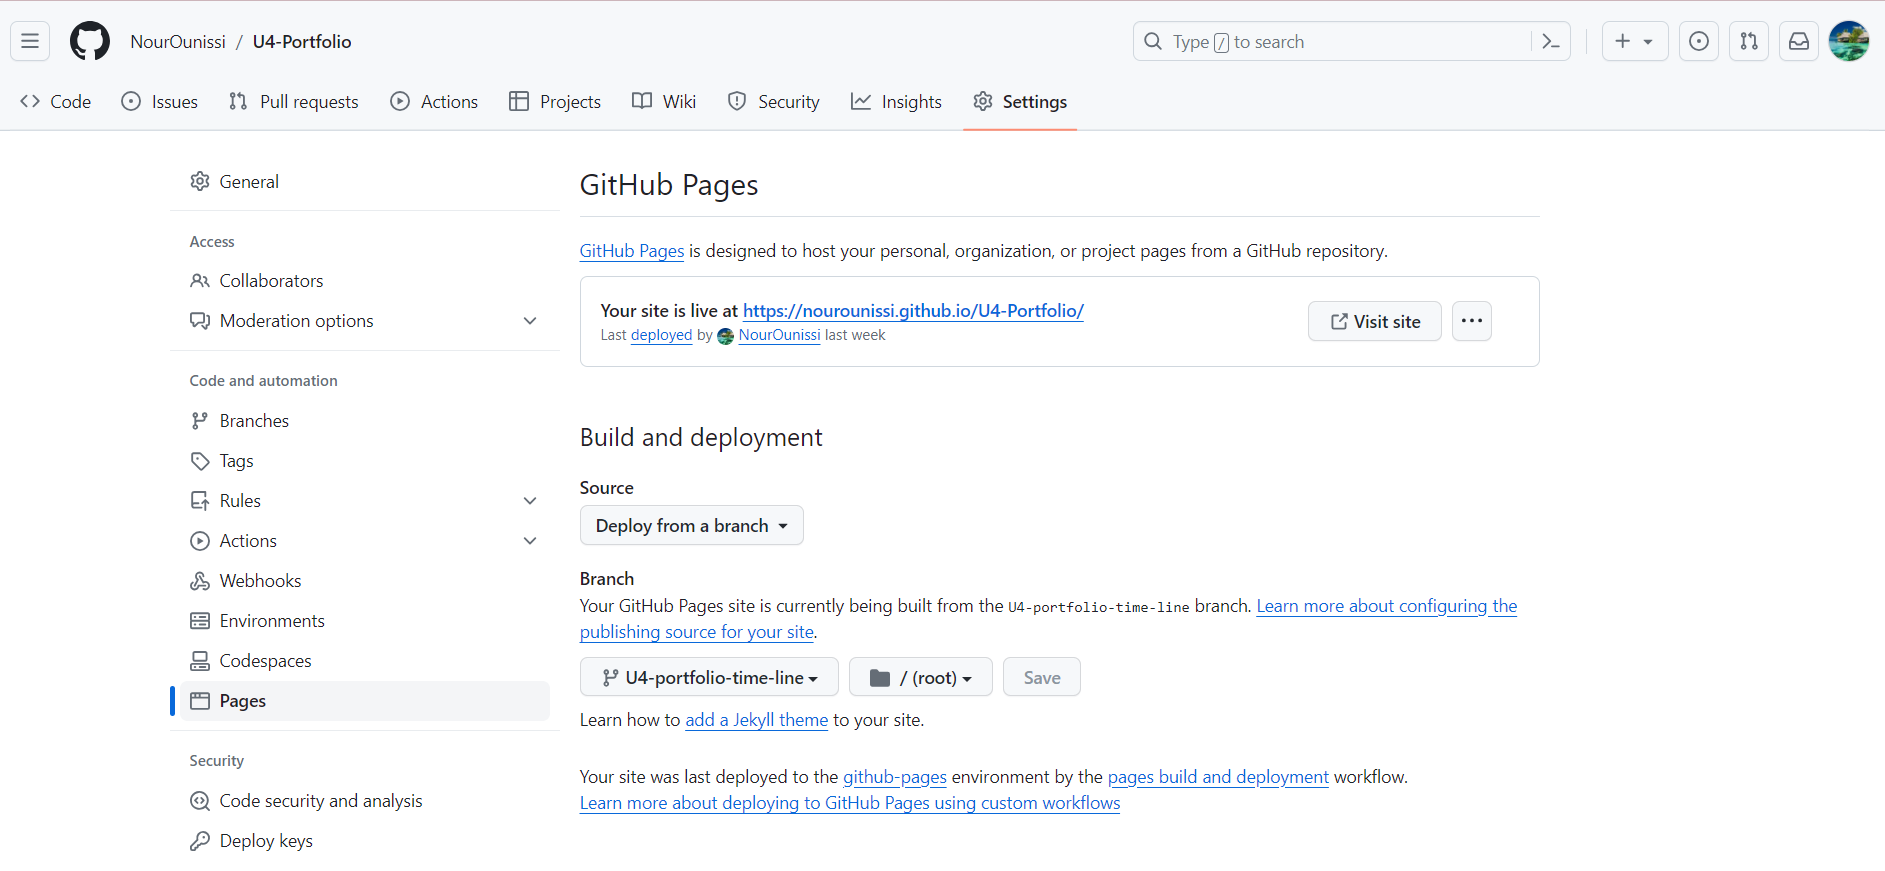 NourOunissi / U4-Portfolio
Type / to search
Code
Issues
Pull requests
Actions
Projects
Wiki
Security
Insights
Settings
General
Access
Collaborators
Moderation options
Code and automation
Branches
Tags
Rules
Actions
Webhooks
Environments
Codespaces
Pages
Security
Code security and analysis
Deploy keys
GitHub Pages
GitHub Pages is designed to host your personal, organization, or project pages from a GitHub repository.
Your site is live at https://nourounissi.github.io/U4-Portfolio/
Last deployed by NourOunissi last week
Visit site
Build and deployment
Source
Deploy from a branch
Branch
Your GitHub Pages site is currently being built from the U4-portfolio-time-line branch. Learn more about configuring the
publishing source for your site.
U4-portfolio-time-line
/ (root)
Save
Learn how to add a Jekyll theme to your site.
Your site was last deployed to the github-pages environment by the pages build and deployment workflow.
Learn more about deploying to GitHub Pages using custom workflows